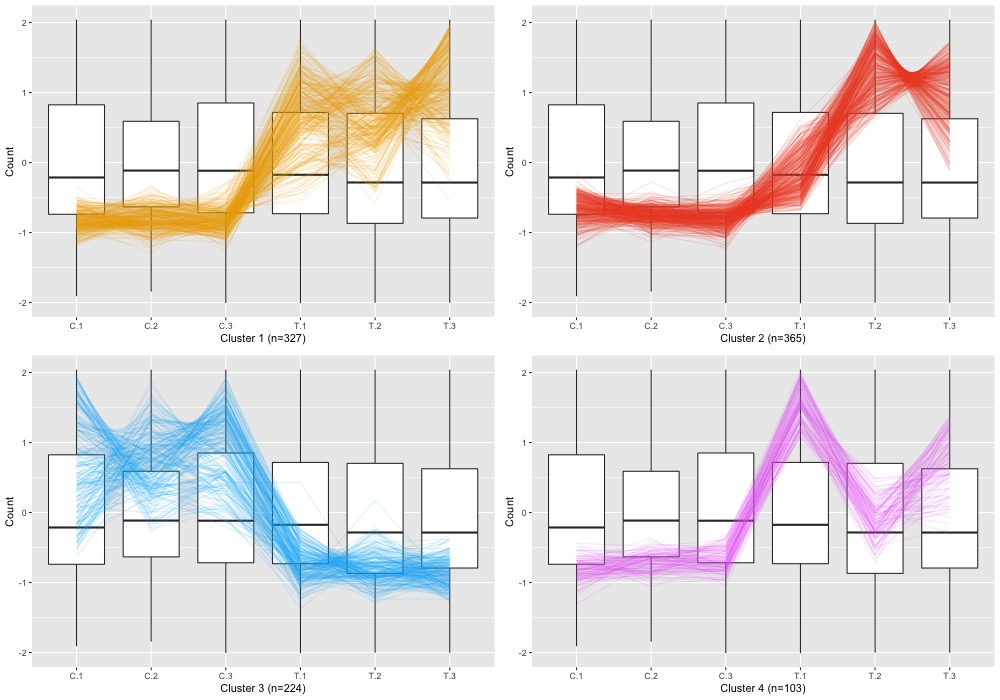 Count
2
1
0
-1
-2
C.1 C.2 C.3 T.1 T.2 T.3
Cluster 1 (n=327)
Count
2
1
0
-1
-2
C.1 C.2 C.3 T.1 T.2 T.3
Cluster 2 (n=365)
Count
2
1
0
-1
-2
C.1 C.2 C.3 T.1 T.2 T.3
Cluster 3 (n=224)
Count
2
1
0
-1
-2
C.1 C.2 C.3 T.1 T.2 T.3
Cluster 4 (n=103)